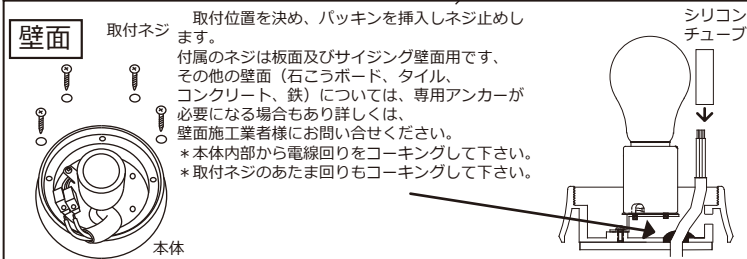 壁面
取付ネジ
取付位置を決め、パッキンを挿入しネジ止めし
ます。
付属のネジは板面及びサイジング壁面用です、
その他の壁面（石こうボード、タイル、
コンクリート、鉄）については、専用アンカーが
必要になる場合もあり詳しくは、
壁面施工業者様にお問い合せください。
＊本体内部から電線回りをコーキングして下さい。
＊取付ネジのあたま回りもコーキングして下さい。
本体
シリコン
チューブ